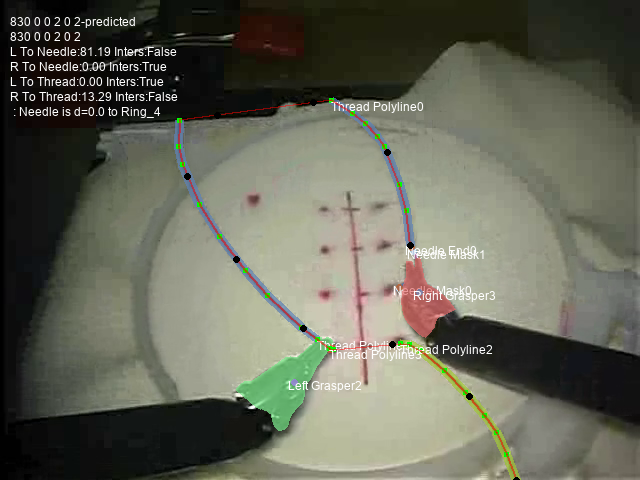 830 0 0 2 0 2-predicted
830 0 0 2 0 2
L To Needle:81.19 Inters:False
R To Needle:0.00 Inters:True
L To Thread:0.00 Inters:True
R To Thread:13.29 Inters:False
: Needle is d=0.0 to Ring_4
Thread Polyline0
Needle End0
Needle Mask1
Needle Mask0
Right Grasper3
Thread Polyline3
Thread Polyline2
Left Grasper2